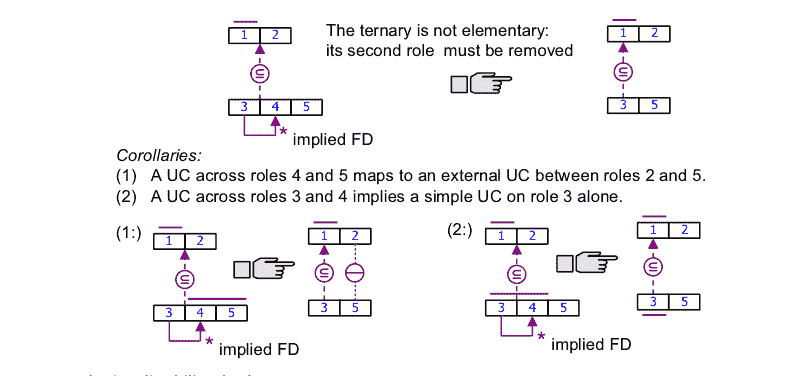 The ternary is not elementary:
its second role must be removed
1 2
3 4 5
* implied FD
1 2
3 5
Corollaries:
(1) A UC across roles 4 and 5 maps to an external UC between roles 2 and 5.
(2) A UC across roles 3 and 4 implies a simple UC on role 3 alone.
(1:)
1 2
3 4 5
* implied FD
1 2
3 5
(2:)
1 2
3 4 5
* implied FD
1 2
3 5